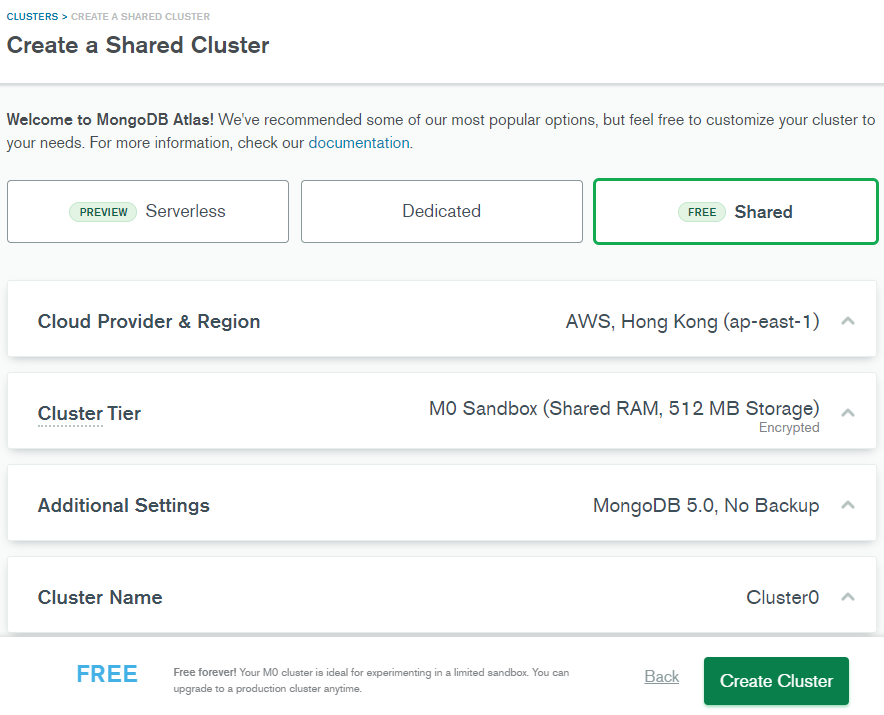 CLUSTERS > CREATE A SHARED CLUSTER
Create a Shared Cluster
Welcome to MongoDB Atlas! We've recommended some of our most popular options, but feel free to customize your cluster to
your needs. For more information, check our documentation.
PREVIEW Serverless
Dedicated
FREE Shared
Cloud Provider & Region
AWS, Hong Kong (ap-east-1)
Cluster Tier
M0 Sandbox (Shared RAM, 512 MB Storage)
Encrypted
Additional Settings
MongoDB 5.0, No Backup
Cluster Name
Cluster0
FREE
Free forever! Your M0 cluster is ideal for experimenting in a limited sandbox. You can
upgrade to a production cluster anytime.
Back
Create Cluster